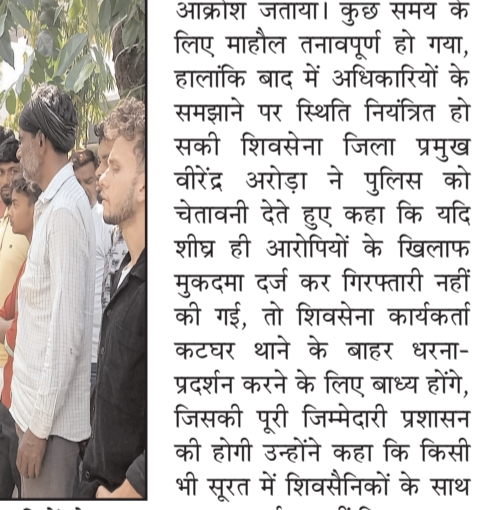 आक्रोश जताया। कुछ समय के
लिए माहौल तनावपूर्ण हो गया,
हालांकि बाद में अधिकारियों के
समझाने पर स्थिति नियंत्रित हो
सकी शिवसेना जिला प्रमुख
वीरेंद्र अरोड़ा ने पुलिस को
चेतावनी देते हुए कहा कि यदि
शीघ्र ही आरोपियों के खिलाफ
मुकदमा दर्ज कर गिरफ्तारी नहीं
की गई, तो शिवसेना कार्यकर्ता
कटघर थाने के बाहर धरना-
प्रदर्शन करने के लिए बाध्य होंगे,
जिसकी पूरी जिम्मेदारी प्रशासन
की होगी उन्होंने कहा कि किसी
भी सूरत में शिवसैनिकों के साथ